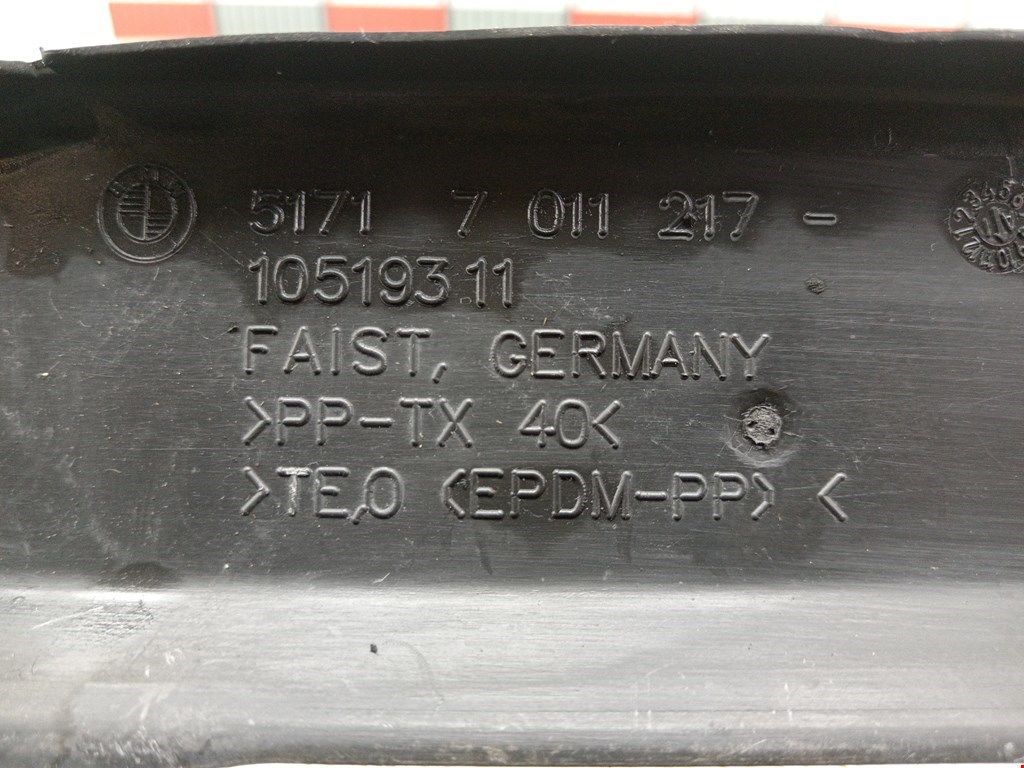 5171 7 011 217 -
10519311
FAIST, GERMANY
>PP-TX 40<
>TE,O (EPDM-PP) <